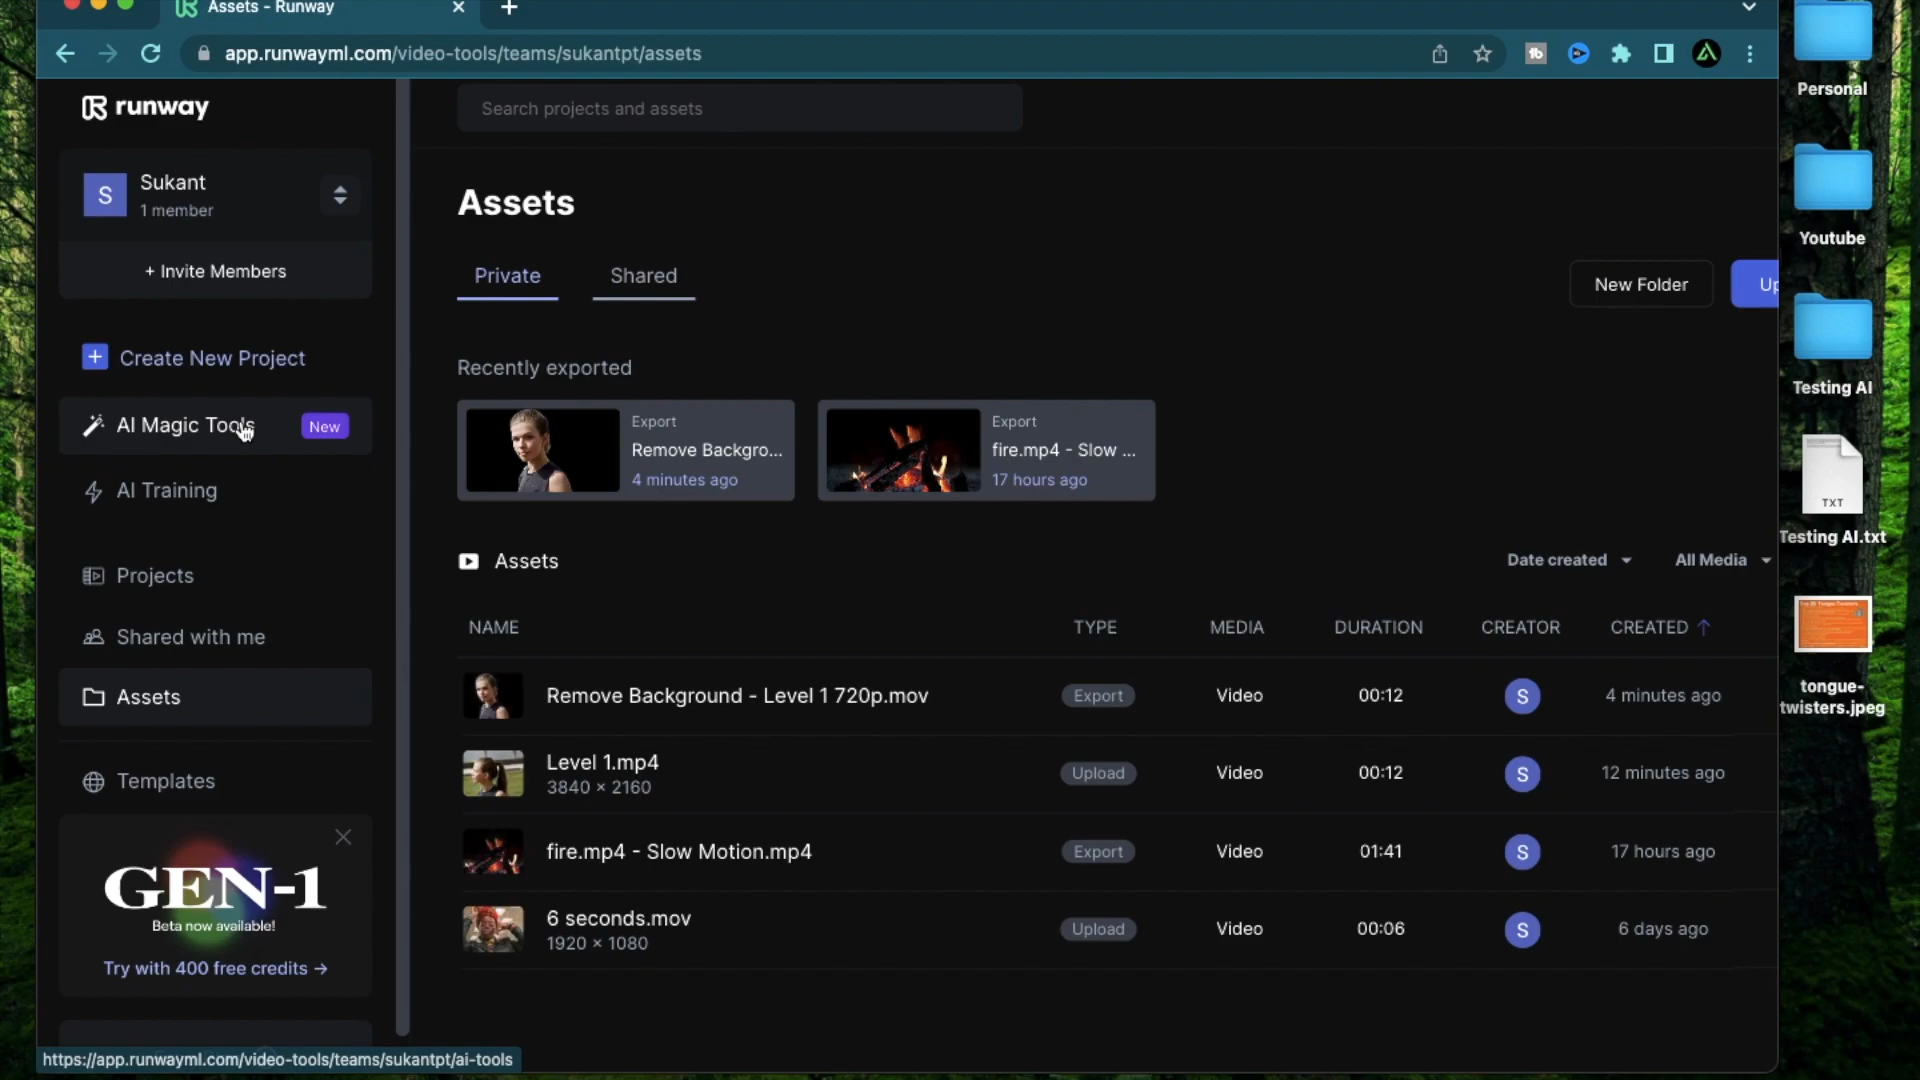 Assets - Runway
app.runwayml.com/video-tools/teams/sukantpt/assets
runway
Search projects and assets
S
Sukant
1 member
+ Invite Members
Create New Project
AI Magic Tools
New
AI Training
Projects
Shared with me
Assets
Templates
GEN-1
Beta now available!
Try with 400 free credits →
https://app.runwayml.com/video-tools/teams/sukantpt/ai-tools
Assets
Private
Shared
New Folder
Up
Recently exported
Export
Remove Backgro...
4 minutes ago
Export
fire.mp4 - Slow ...
17 hours ago
Assets
Date created
All Media
NAME TYPE MEDIA DURATION CREATOR CREATED ↑
Remove Background - Level 1 720p.mov Export Video 00:12 S 4 minutes ago
Level 1.mp4 Upload Video 00:12 S 12 minutes ago
3840 × 2160
fire.mp4 - Slow Motion.mp4 Export Video 01:41 S 17 hours ago
6 seconds.mov Upload Video 00:06 S 6 days ago
1920 × 1080
Personal
Youtube
Testing AI
TXT
Testing AI.txt
tongue-
twisters.jpeg